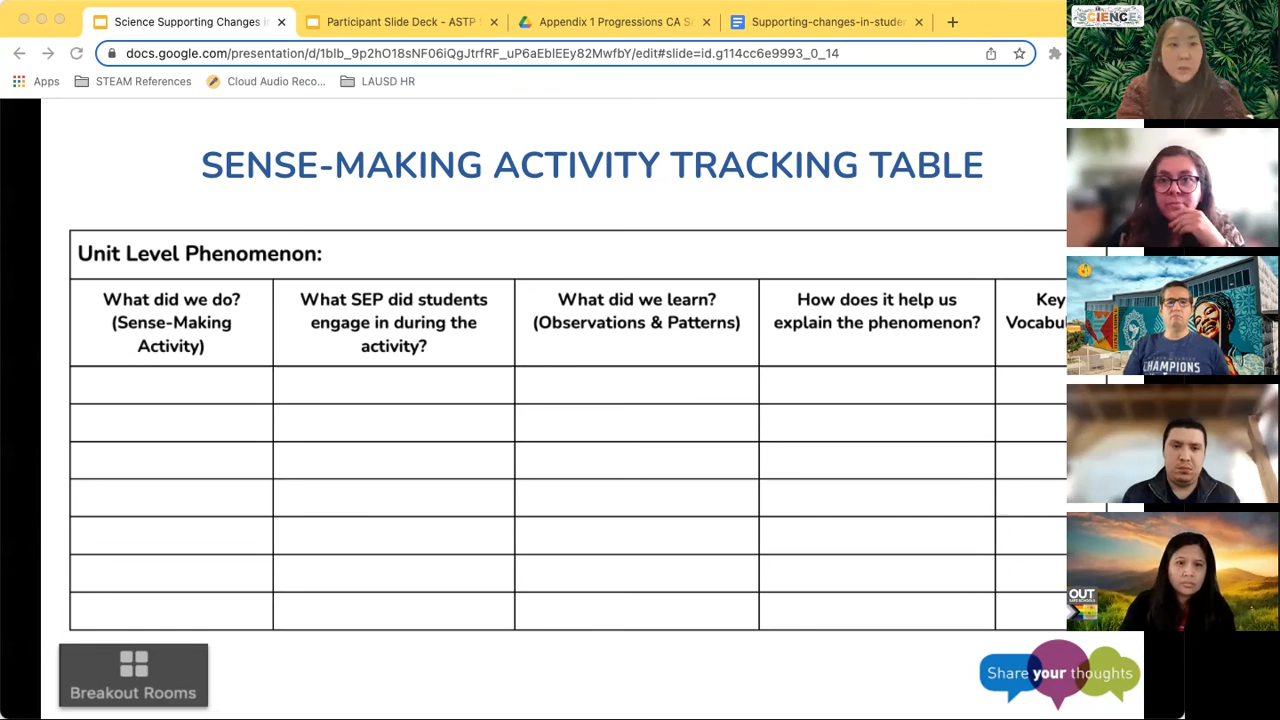 Science Supporting Changes i
Participant Slide Deck - ASTP S
Appendix 1 Progressions CA Sc
Supporting-changes-in-studen
docs.google.com/presentation/d/1blb_9p2hO18sNF06iQgJtrfRF_uP6aEblEEy82MwfbY/edit#slide=id.g114cc6e9993_0_14
Apps
STEAM References
Cloud Audio Reco...
LAUSD HR
SCIENCE
SENSE-MAKING ACTIVITY TRACKING TABLE
Unit Level Phenomenon:
What did we do?
(Sense-Making
Activity)
What SEP did students
engage in during the
activity?
What did we learn?
(Observations & Patterns)
How does it help us
explain the phenomenon?
Key
Vocabu
CHAMPIONS
OUT
Breakout Rooms
Share your thoughts